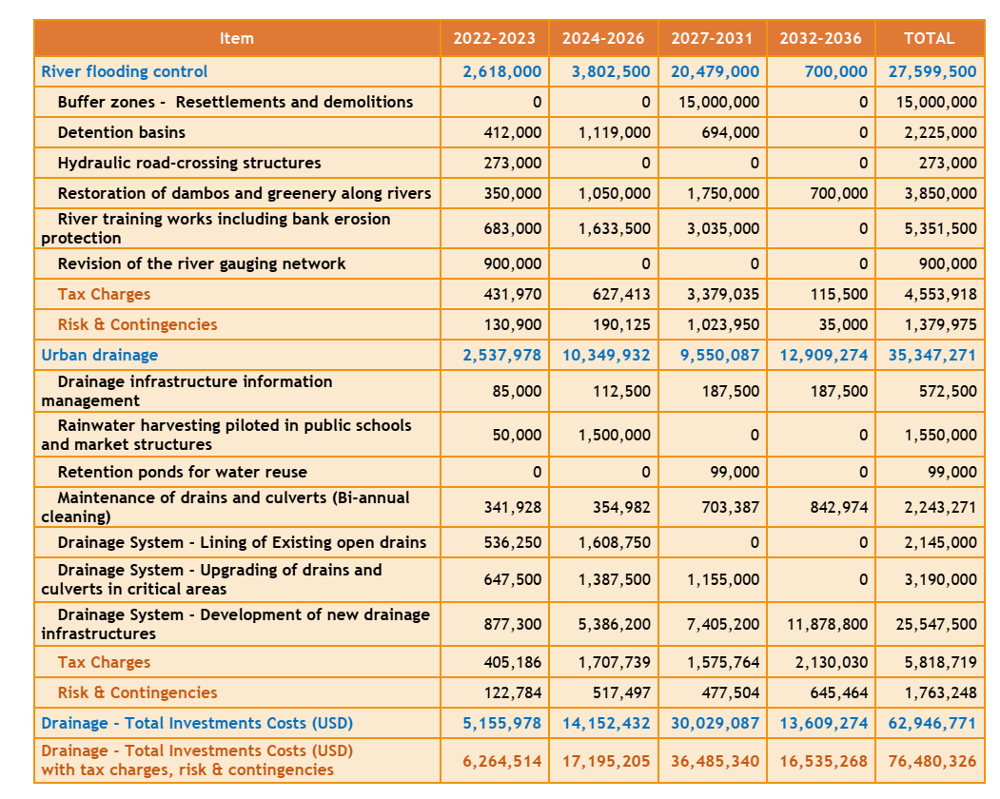 Item 2022-2023 2024-2026 2027-2031 2032-2036 TOTAL
River flooding control 2,618,000 3,802,500 20,479,000 700,000 27,599,500
Buffer zones - Resettlements and demolitions 0 0 15,000,000 0 15,000,000
Detention basins 412,000 1,119,000 694,000 0 2,225,000
Hydraulic road-crossing structures 273,000 0 0 0 273,000
Restoration of dambos and greenery along rivers 350,000 1,050,000 1,750,000 700,000 3,850,000
River training works including bank erosion
protection 683,000 1,633,500 3,035,000 0 5,351,500
Revision of the river gauging network 900,000 0 0 0 900,000
Tax Charges 431,970 627,413 3,379,035 115,500 4,553,918
Risk & Contingencies 130,900 190,125 1,023,950 35,000 1,379,975
Urban drainage 2,537,978 10,349,932 9,550,087 12,909,274 35,347,271
Drainage infrastructure information
management 85,000 112,500 187,500 187,500 572,500
Rainwater harvesting piloted in public schools
and market structures 50,000 1,500,000 0 0 1,550,000
Retention ponds for water reuse 0 0 99,000 0 99,000
Maintenance of drains and culverts (Bi-annual
cleaning) 341,928 354,982 703,387 842,974 2,243,271
Drainage System - Lining of Existing open drains 536,250 1,608,750 0 0 2,145,000
Drainage System - Upgrading of drains and
culverts in critical areas 647,500 1,387,500 1,155,000 0 3,190,000
Drainage System - Development of new drainage
infrastructures 877,300 5,386,200 7,405,200 11,878,800 25,547,500
Tax Charges 405,186 1,707,739 1,575,764 2,130,030 5,818,719
Risk & Contingencies 122,784 517,497 477,504 645,464 1,763,248
Drainage - Total Investments Costs (USD) 5,155,978 14,152,432 30,029,087 13,609,274 62,946,771
Drainage - Total Investments Costs (USD)
with tax charges, risk & contingencies 6,264,514 17,195,205 36,485,340 16,535,268 76,480,326